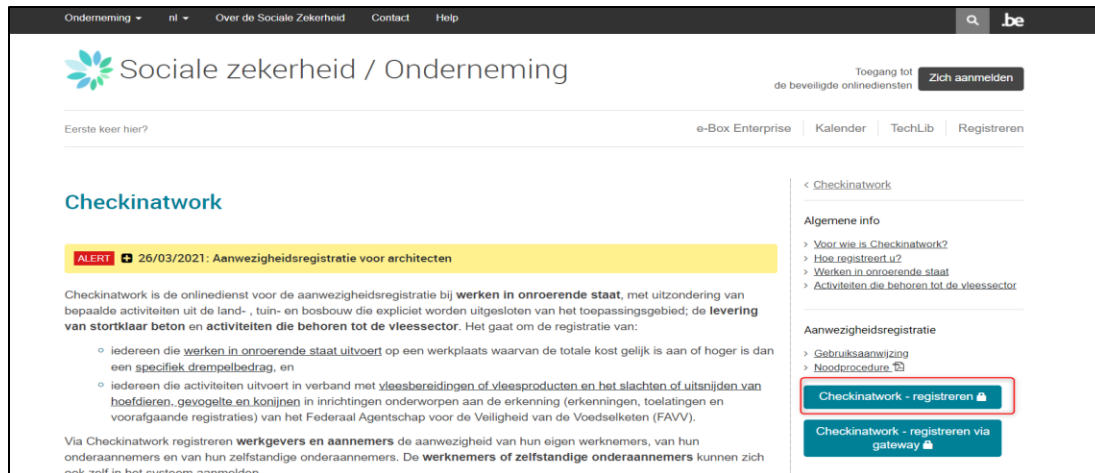 Onderneming nl Over de Sociale Zekerheid Contact Help .be
Sociale zekerheid / Onderneming
Toegang tot
de beveiligde onlinediensten
Zich aanmelden
Eerste keer hier?
e-Box Enterprise Kalender TechLib Registreren
Checkinatwork
ALERT 26/03/2021: Aanwezigheidsregistratie voor architecten
Checkinatwork is de onlinedienst voor de aanwezigheidsregistratie bij werken in onroerende staat, met uitzondering van
bepaalde activiteiten uit de land- , tuin- en bosbouw die expliciet worden uitgesloten van het toepassingsgebied; de levering
van stortklaar beton en activiteiten die behoren tot de vleessector. Het gaat om de registratie van:
iedereen die werken in onroerende staat uitvoert op een werkplaats waarvan de totale kost gelijk is aan of hoger is dan
een specifiek drempelbedrag, en
iedereen die activiteiten uitvoert in verband met vleesbereidingen of vleesproducten en het slachten of uitsnijden van
hoefdieren, gevogelte en konijnen in inrichtingen onderworpen aan de erkenning (erkenningen, toelatingen en
voorafgaande registraties) van het Federaal Agentschap voor de Veiligheid van de Voedselketen (FAVV).
Via Checkinatwork registreren werkgevers en aannemers de aanwezigheid van hun eigen werknemers, van hun
onderaannemers en van hun zelfstandige onderaannemers. De werknemers of zelfstandige onderaannemers kunnen zich
ook zelf in het systeem aanmelden.
< Checkinatwork
Algemene info
> Voor wie is Checkinatwork?
> Hoe registreert u?
> Werken in onroerende staat
> Activiteiten die behoren tot de vleessector
Aanwezigheidsregistratie
> Gebruiksaanwijzing
> Noodprocedure
Checkinatwork - registreren
Checkinatwork - registreren via
gateway